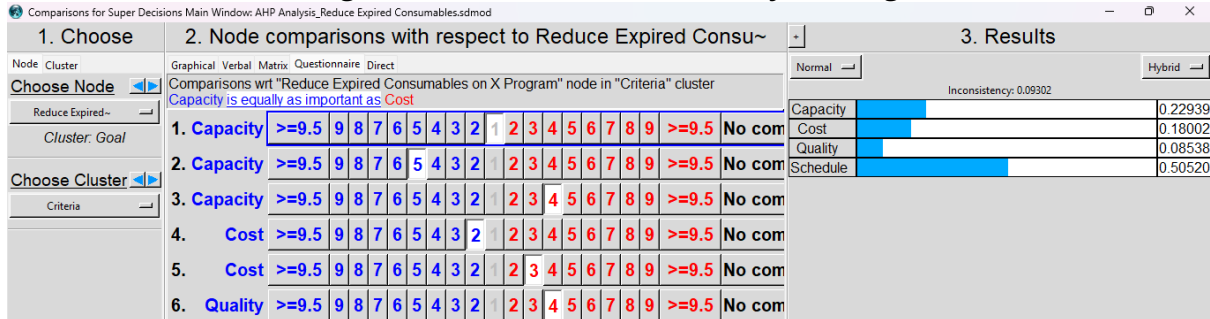 Comparisons for Super Decisions Main Window: AHP Analysis_Reduce Expired Consumables.sdmod
1. Choose
2. Node comparisons with respect to Reduce Expired Consu~
+
3. Results
Node Cluster
Graphical Verbal Matrix Questionnaire Direct
Normal
Hybrid
Choose Node
Comparisons wrt "Reduce Expired Consumables on X Program" node in "Criteria" cluster
Capacity is equally as important as Cost
Inconsistency: 0.09302
Reduce Expired~
Cluster: Goal
Choose Cluster
Criteria
1. Capacity >=9.5 9 8 7 6 5 4 3 2 1 2 3 4 5 6 7 8 9 >=9.5 No com
2. Capacity >=9.5 9 8 7 6 5 4 3 2 1 2 3 4 5 6 7 8 9 >=9.5 No com
3. Capacity >=9.5 9 8 7 6 5 4 3 2 1 2 3 4 5 6 7 8 9 >=9.5 No com
4. Cost >=9.5 9 8 7 6 5 4 3 2 1 2 3 4 5 6 7 8 9 >=9.5 No com
5. Cost >=9.5 9 8 7 6 5 4 3 2 1 2 3 4 5 6 7 8 9 >=9.5 No com
6. Quality >=9.5 9 8 7 6 5 4 3 2 1 2 3 4 5 6 7 8 9 >=9.5 No com
Capacity 0.22939
Cost 0.18002
Quality 0.08538
Schedule 0.50520